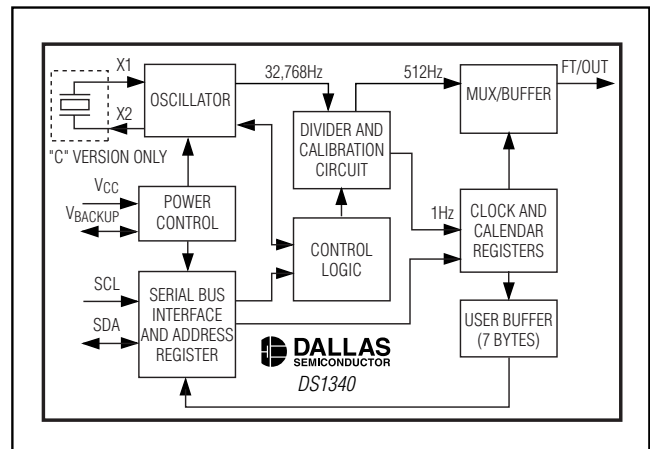 X1
X2
"C" VERSION ONLY
OSCILLATOR
32,768Hz
512Hz
MUX/BUFFER
FT/OUT
DIVIDER AND
CALIBRATION
CIRCUIT
VCC
VBACKUP
POWER
CONTROL
CONTROL
LOGIC
1Hz
CLOCK AND
CALENDAR
REGISTERS
SCL
SDA
SERIAL BUS
INTERFACE
AND ADDRESS
REGISTER
USER BUFFER
(7 BYTES)
DALLAS
SEMICONDUCTOR
DS1340